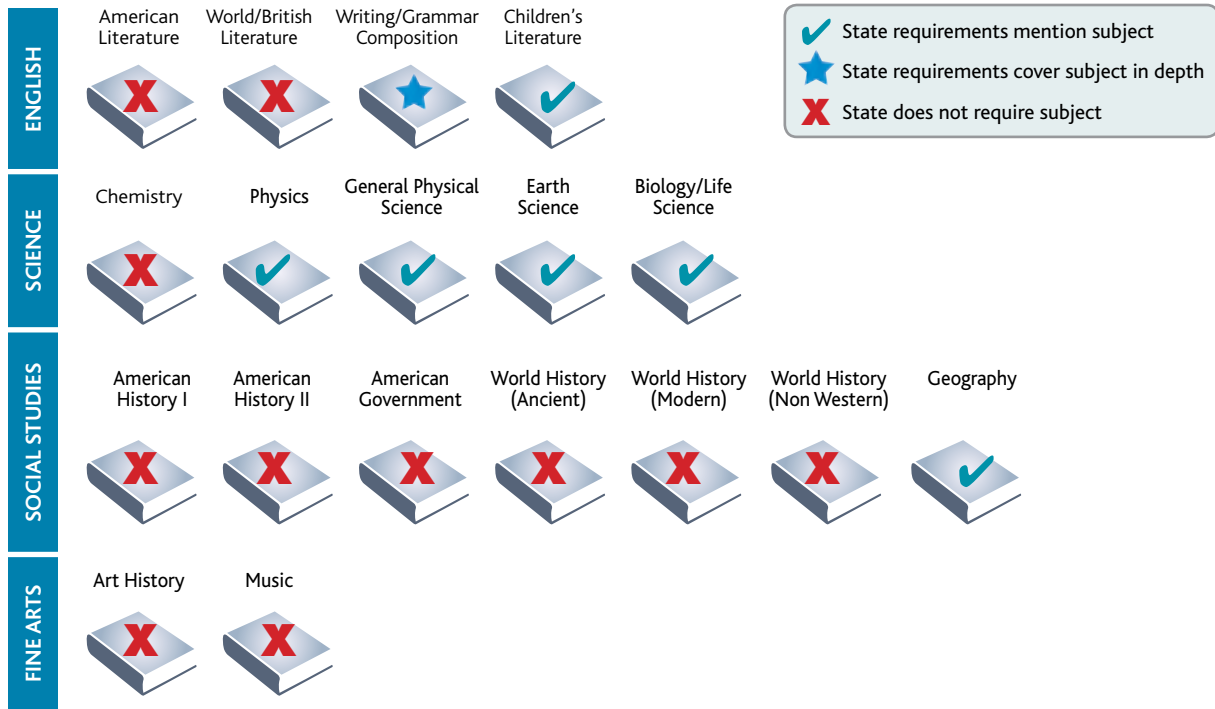 ENGLISH
American
Literature
World/British
Literature
Writing/Grammar
Composition
Children's
Literature
State requirements mention subject
State requirements cover subject in depth
State does not require subject
SCIENCE
Chemistry
Physics
General Physical
Science
Earth
Science
Biology/Life
Science
SOCIAL STUDIES
American
History I
American
History II
American
Government
World History
(Ancient)
World History
(Modern)
World History
(Non Western)
Geography
FINE ARTS
Art History
Music